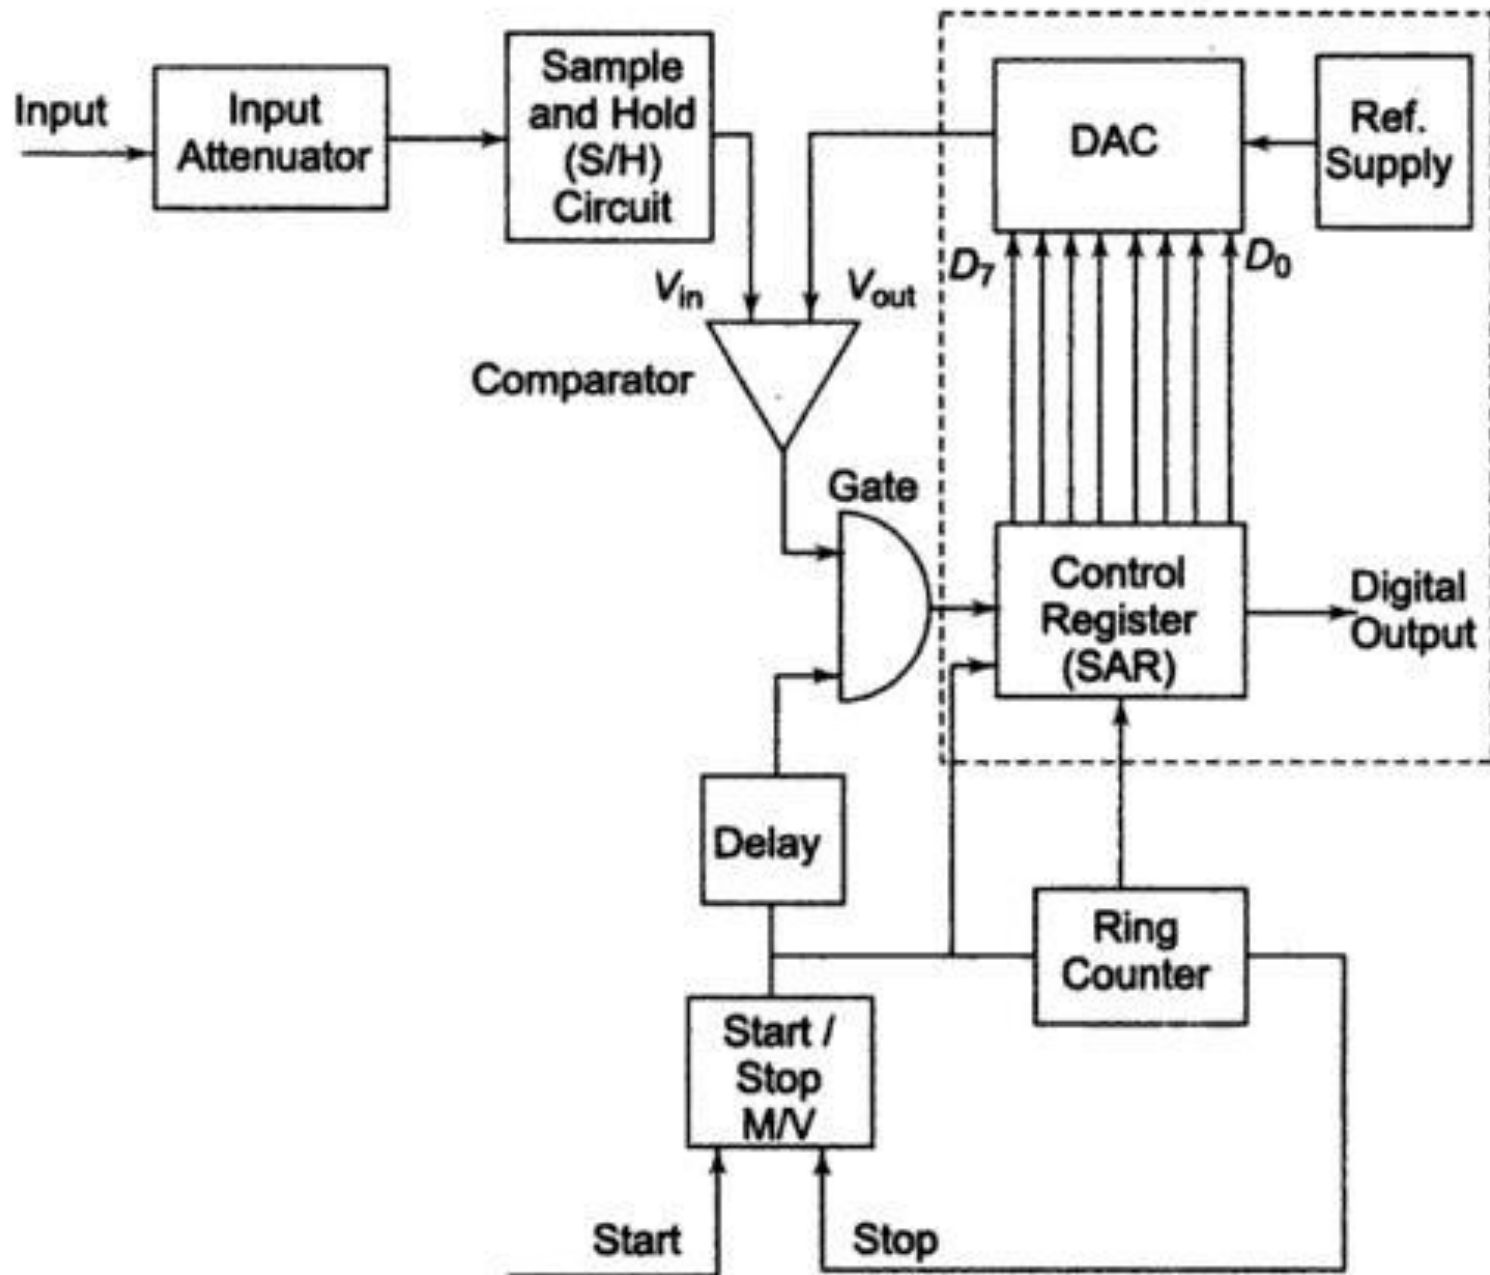 Input
Input
Attenuator
Sample
and Hold
(S/H)
Circuit
DAC
Ref.
Supply
Vin
Vout
D7
D0
Comparator
Gate
Control
Register
(SAR)
Digital
Output
Delay
Ring
Counter
Start /
Stop
M/V
Start
Stop